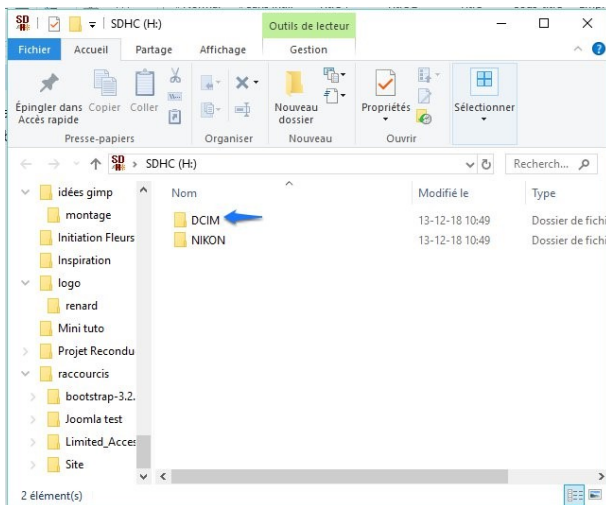 SDHC (H:)
Outils de lecteur
Fichier Accueil Partage Affichage Gestion
Épingler dans Accès rapide
Copier
Coller
Nouveau dossier
Propriétés
Sélectionner
Presse-papiers Organiser Nouveau Ouvrir
SDHC (H:)
Recherch...
idées gimp
montage
Initiation Fleurs
Inspiration
logo
renard
Mini tuto
Projet Recondu
raccourcis
bootstrap-3.2.
Joomla test
Limited_Acces
Site
Nom Modifié le Type
DCIM 13-12-18 10:49 Dossier de fichi
NIKON 13-12-18 10:49 Dossier de fichi
2 élément(s)